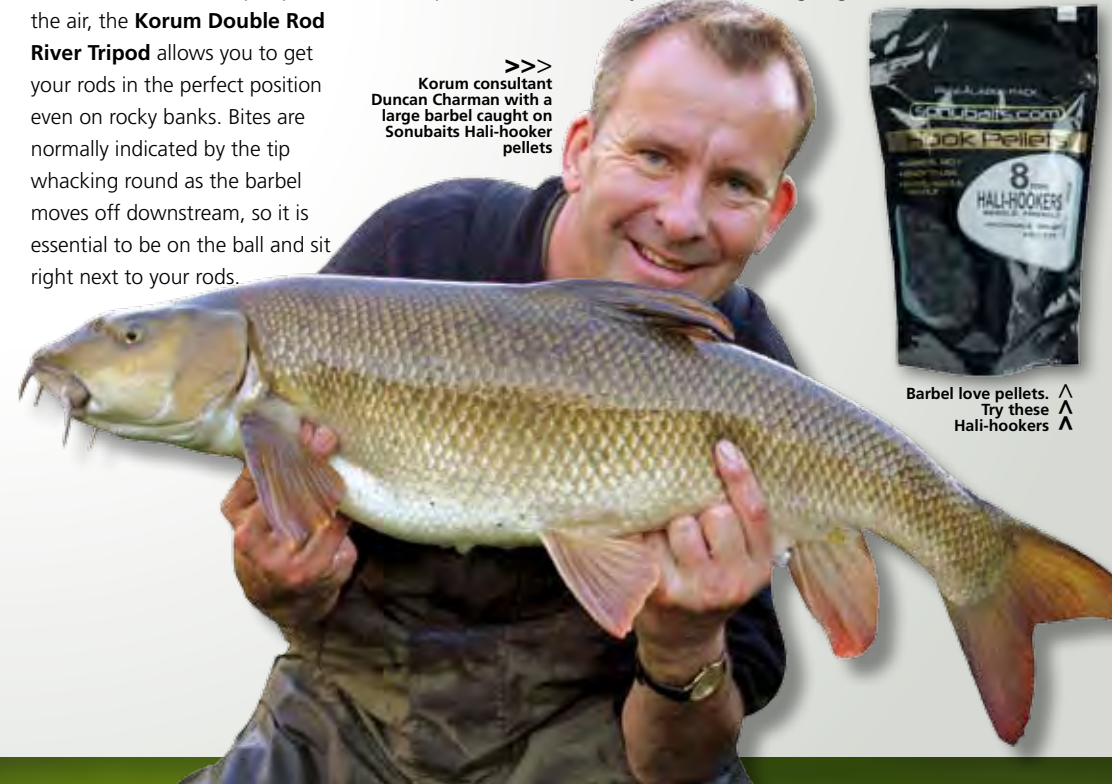 the air, the Korum Double Rod
River Tripod allows you to get
your rods in the perfect position
even on rocky banks. Bites are
normally indicated by the tip
whacking round as the barbel
moves off downstream, so it is
essential to be on the ball and sit
right next to your rods.
>>>
Korum consultant
Duncan Charman with a
large barbel caught on
Sonubaits Hali-hooker
pellets
sonubaits.com
Hook Pellets
8mm
HALI-HOOKERS
Barbel love pellets.
Try these
Hali-hookers